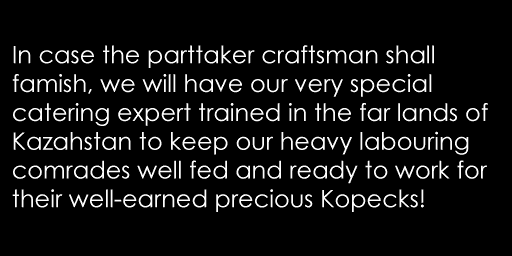 In case the parttaker craftsman shall
famish, we will have our very special
catering expert trained in the far lands of
Kazahstan to keep our heavy labouring
comrades well fed and ready to work for
their well-earned precious Kopecks!